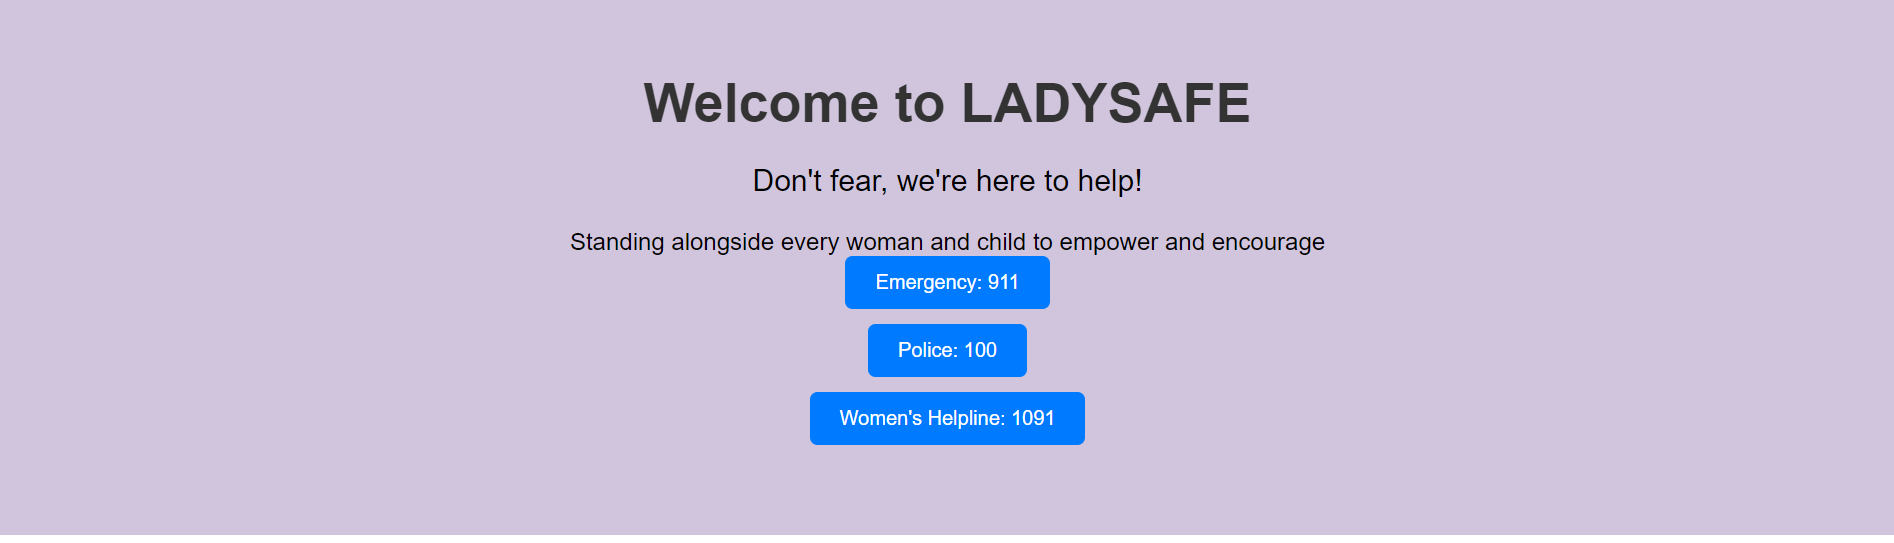 Welcome to LADYSAFE
Don't fear, we're here to help!
Standing alongside every woman and child to empower and encourage
Emergency: 911
Police: 100
Women's Helpline: 1091